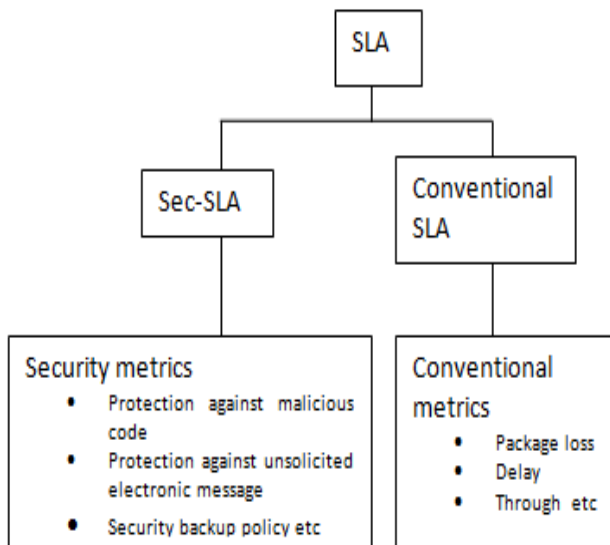 SLA
Sec-SLA
Conventional
SLA
Security metrics
• Protection against malicious
code
• Protection against unsolicited
electronic message
• Security backup policy etc
Conventional
metrics
• Package loss
• Delay
• Through etc